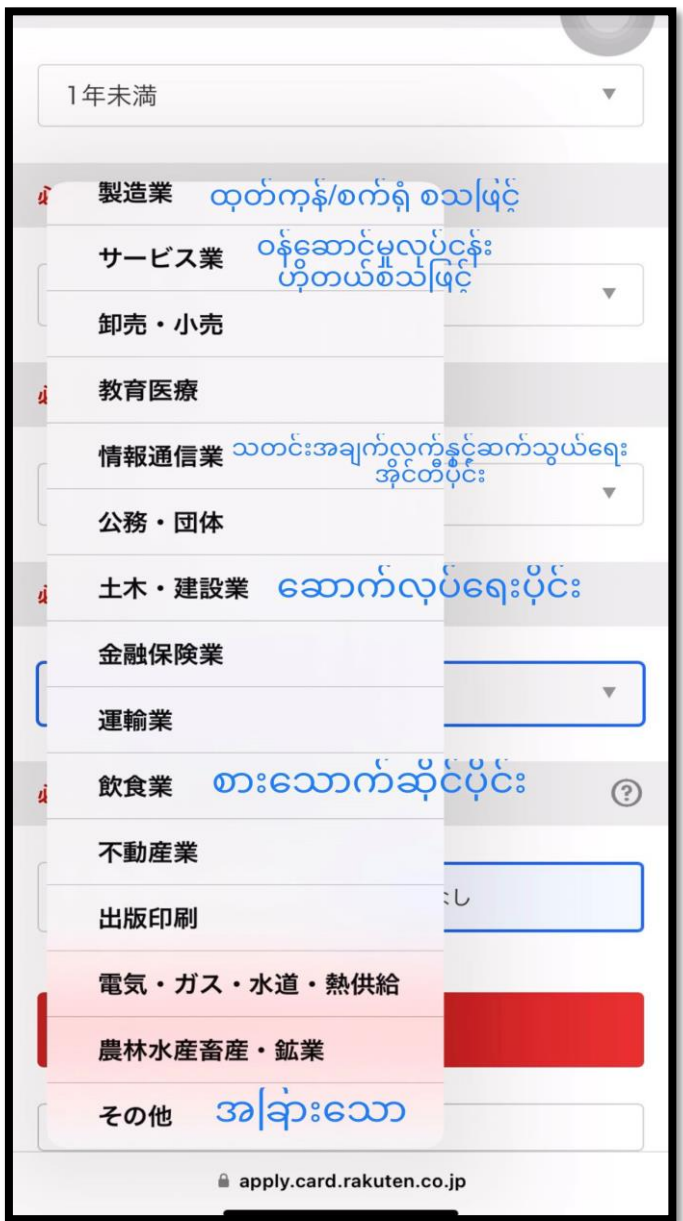 1年未満
製造業 ထုတ်ကုန်/စက်ရုံ စသဖြင့်
サービス業 ဝန်ဆောင်မှုလုပ်ငန်း
ဟိုတယ်စသဖြင့်
卸売・小売
教育医療
情報通信業 သတင်းအချက်လက်နှင့်ဆက်သွယ်ရေး
အိုင်တီပိုင်း
公務・団体
土木・建設業 ဆောက်လုပ်ရေးပိုင်း
金融保険業
運輸業
飲食業 စားသောက်ဆိုင်ပိုင်း
?
不動産業
なし
出版印刷
電気・ガス・水道・熱供給
農林水産畜産・鉱業
その他 အခြားသော
apply.card.rakuten.co.jp